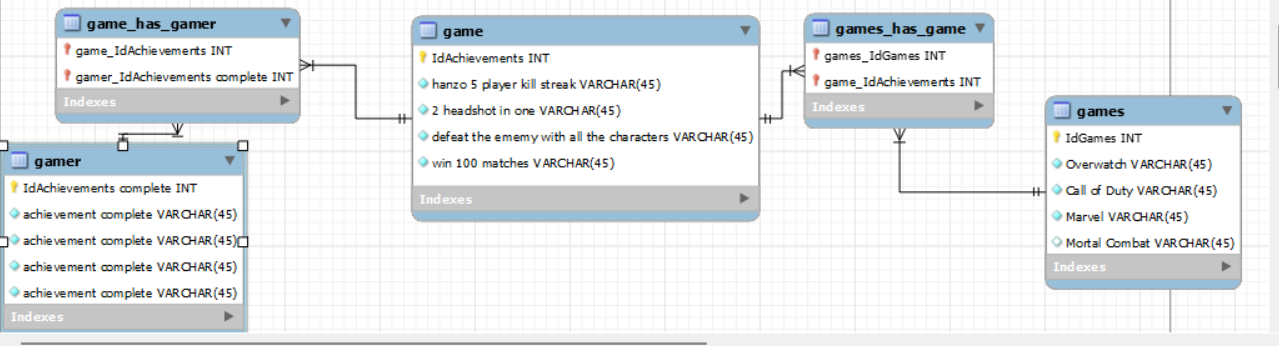 game_has_gamer
game_IdAchievements INT
gamer_IdAchievements complete INT
Indexes
gamer
IdAchievements complete INT
achievement complete VARCHAR(45)
achievement complete VARCHAR(45)
achievement complete VARCHAR(45)
achievement complete VARCHAR(45)
Indexes
game
IdAchievements INT
hanzo 5 player kill streak VARCHAR(45)
2 headshot in one VARCHAR(45)
defeat the ememy with all the characters VARCHAR(45)
win 100 matches VARCHAR(45)
Indexes
games_has_game
games_IdGames INT
game_IdAchievements INT
Indexes
games
IdGames INT
Overwatch VARCHAR(45)
Call of Duty VARCHAR(45)
Marvel VARCHAR(45)
Mortal Combat VARCHAR(45)
Indexes